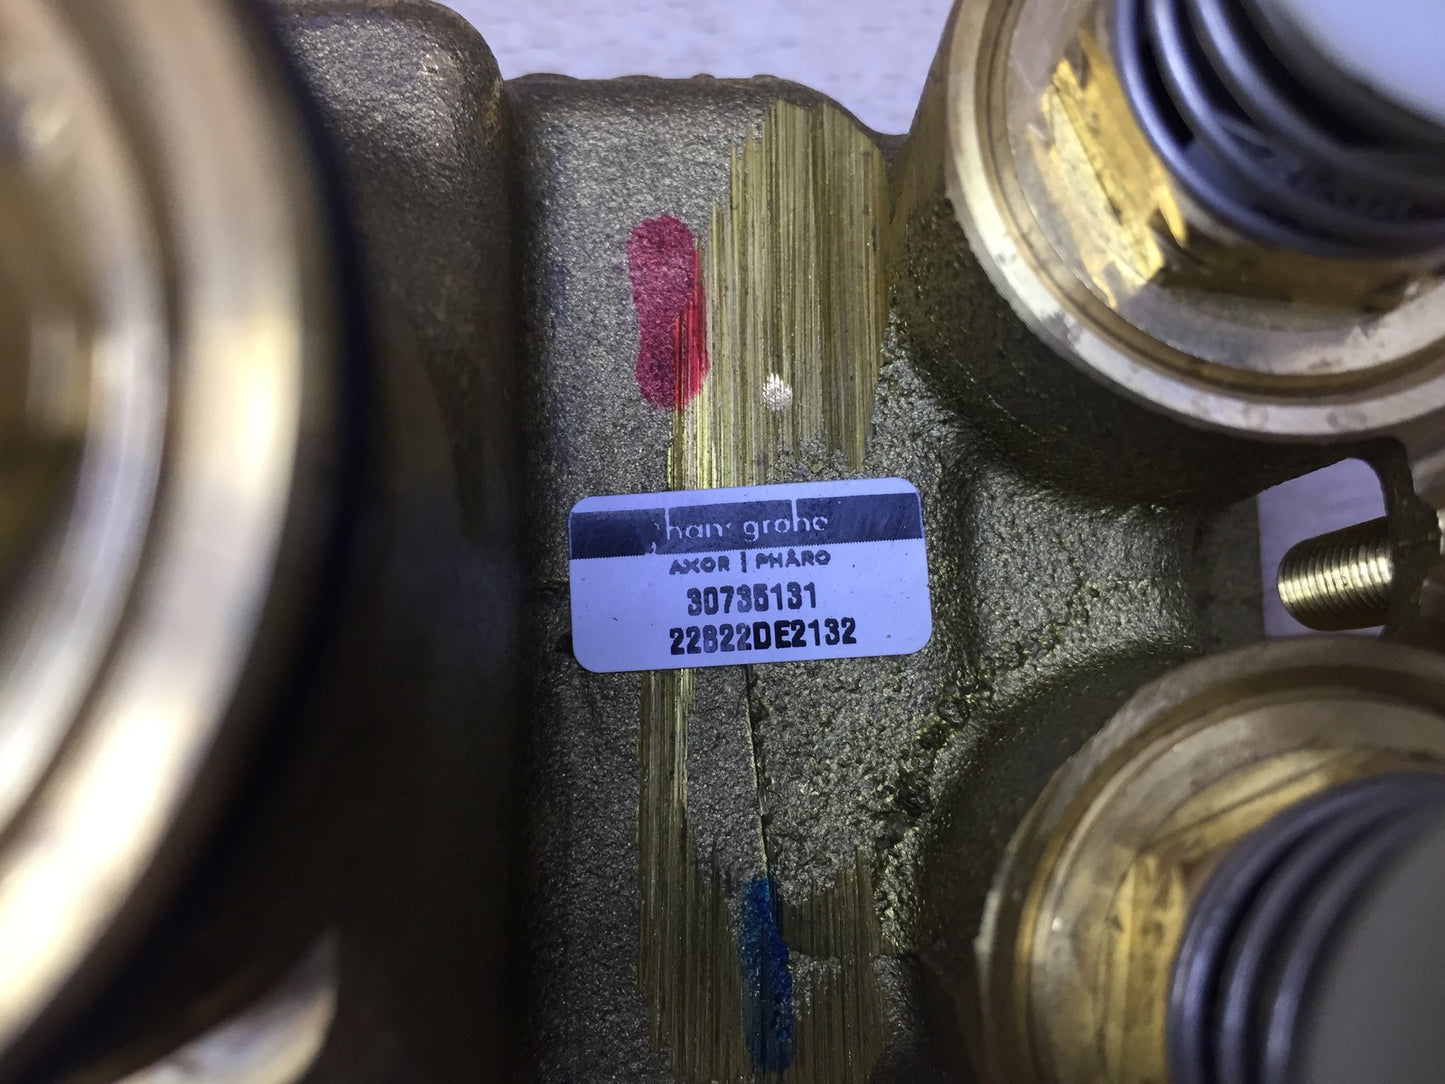 hansgrohe
AXOR | PHARO
30735131
22822DE2132